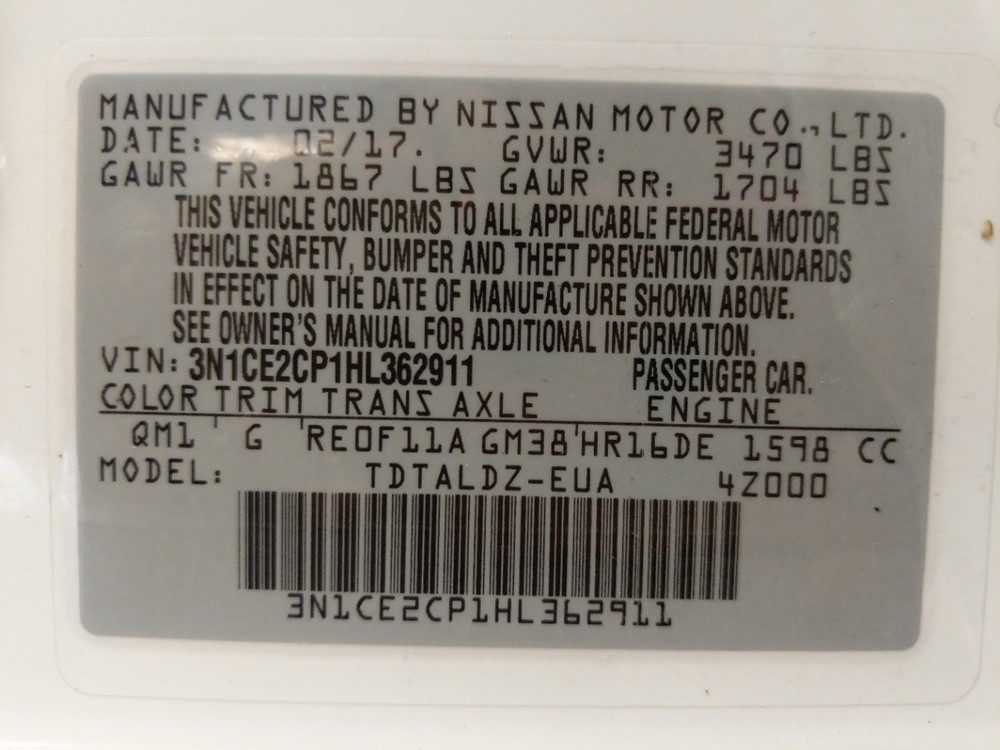 MANUFACTURED BY NISSAN MOTOR CO.,LTD.
DATE: 02/17. GVWR: 3470 LBS
GAWR FR: 1867 LBS GAWR RR: 1704 LBS
THIS VEHICLE CONFORMS TO ALL APPLICABLE FEDERAL MOTOR
VEHICLE SAFETY, BUMPER AND THEFT PREVENTION STANDARDS
IN EFFECT ON THE DATE OF MANUFACTURE SHOWN ABOVE.
SEE OWNER'S MANUAL FOR ADDITIONAL INFORMATION.
VIN: 3N1CE2CP1HL362911 PASSENGER CAR.
COLOR TRIM TRANS AXLE ENGINE
QM1 G RE0F11A GM38 HR16DE 1598 CC
MODEL: TDTALDZ-EUA 4Z000
3N1CE2CP1HL362911